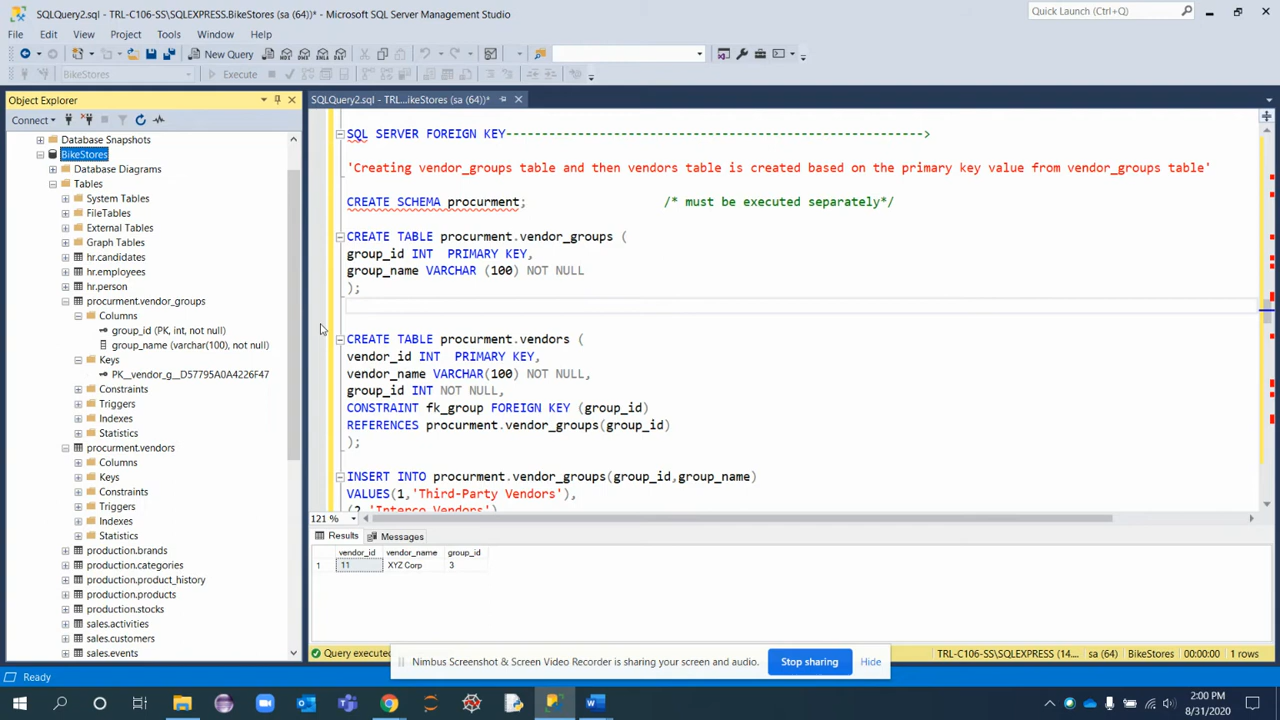 SQLQuery2.sql - TRL-C106-SS\SQLEXPRESS.BikeStores (sa (64))* - Microsoft SQL Server Management Studio
Quick Launch (Ctrl+Q)
File Edit View Project Tools Window Help
New Query
BikeStores
Execute
Object Explorer
SQLQuery2.sql - TRL...ikeStores (sa (64))*
Connect
Database Snapshots
BikeStores
Database Diagrams
Tables
System Tables
FileTables
External Tables
Graph Tables
hr.candidates
hr.employees
hr.person
procurment.vendor_groups
Columns
group_id (PK, int, not null)
group_name (varchar(100), not null)
Keys
PK__vendor_g__D57795A0A4226F47
Constraints
Triggers
Indexes
Statistics
procurment.vendors
Columns
Keys
Constraints
Triggers
Indexes
Statistics
production.brands
production.categories
production.product_history
production.products
production.stocks
sales.activities
sales.customers
sales.events
SQL SERVER FOREIGN KEY---------------------------------------------------------->
'Creating vendor_groups table and then vendors table is created based on the primary key value from vendor_groups table'
CREATE SCHEMA procurment; /* must be executed separately*/
CREATE TABLE procurment.vendor_groups (
group_id INT PRIMARY KEY,
group_name VARCHAR (100) NOT NULL
);
CREATE TABLE procurment.vendors (
vendor_id INT PRIMARY KEY,
vendor_name VARCHAR(100) NOT NULL,
group_id INT NOT NULL,
CONSTRAINT fk_group FOREIGN KEY (group_id)
REFERENCES procurment.vendor_groups(group_id)
);
INSERT INTO procurment.vendor_groups(group_id,group_name)
VALUES(1,'Third-Party Vendors'),
(2,'Interco Vendors')
121 %
Results Messages
vendor_id vendor_name group_id
1 11 XYZ Corp 3
Query executed
TRL-C106-SS\SQLEXPRESS (14.... sa (64) BikeStores 00:00:00 1 rows
Nimbus Screenshot & Screen Video Recorder is sharing your screen and audio. Stop sharing Hide
Ready
2:00 PM
8/31/2020